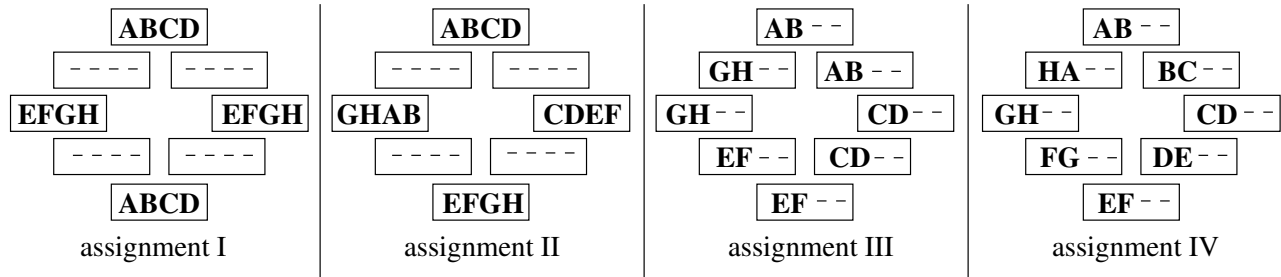 ABCD ABCD AB-- AB--
---- ---- ---- ---- GH-- AB-- HA-- BC--
EFGH EFGH GHAB CDEF GH-- CD-- GH-- CD--
---- ---- ---- ---- EF-- CD-- FG-- DE--
ABCD EFGH EF-- EF--
assignment I assignment II assignment III assignment IV